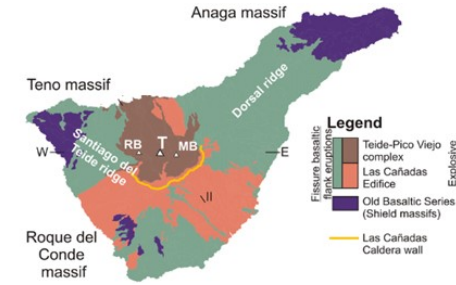 Anaga massif
Teno massif
Dorsal ridge
Santiago del
Teide ridge
RB
T
MB
W
E
II
Roque del
Conde
massif
Legend
Fissure basaltic
flank eruptions
Teide-Pico Viejo
complex
Las Cañadas
Edifice
Explosive
Old Basaltic Series
(Shield massifs)
Las Cañadas
Caldera wall